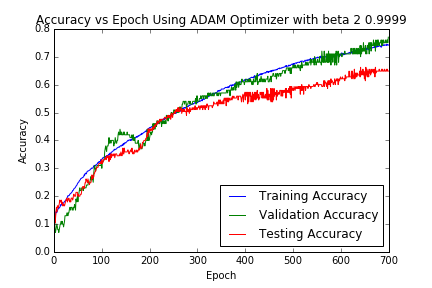 Accuracy vs Epoch Using ADAM Optimizer with beta 2 0.9999
0.8
0.7
0.6
0.5
0.4
0.3
0.2
0.1
0.0
Accuracy
Training Accuracy
Validation Accuracy
Testing Accuracy
0 100 200 300 400 500 600 700
Epoch